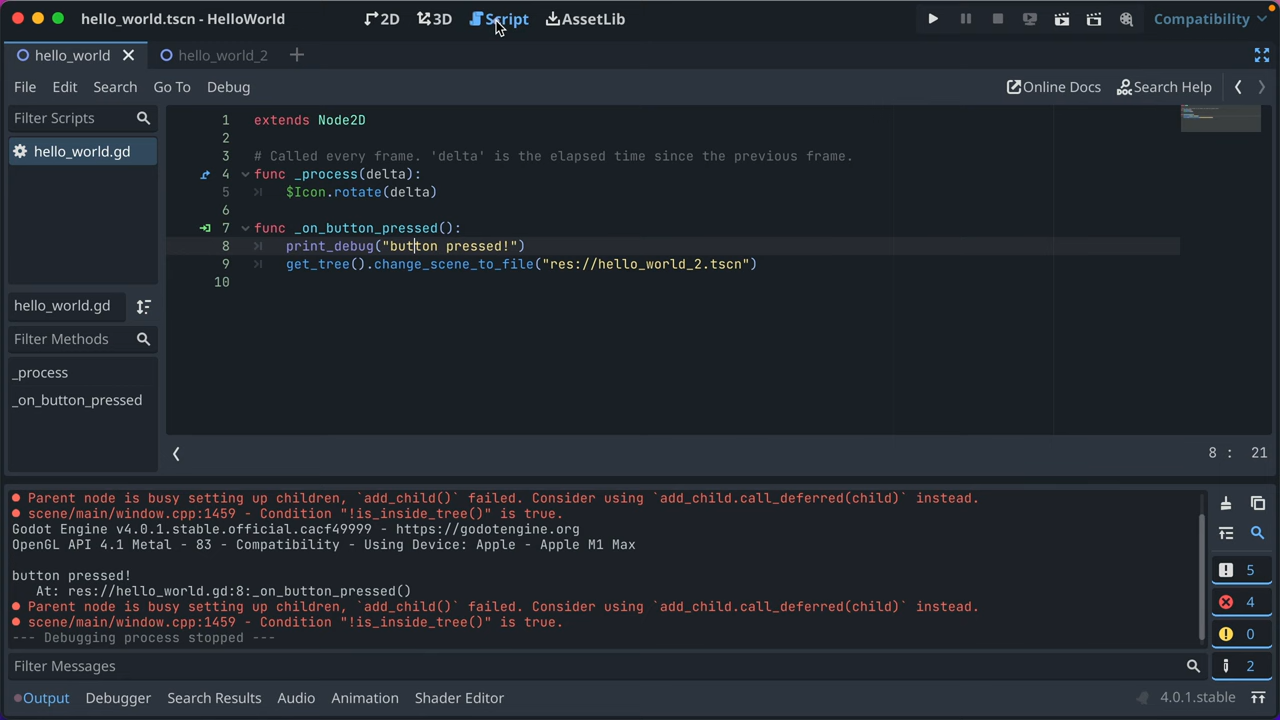 hello_world.tscn - HelloWorld
2D 3D Script AssetLib
Compatibility
hello_world hello_world_2
File Edit Search Go To Debug
Online Docs Search Help
Filter Scripts
hello_world.gd
1 extends Node2D
2
3 # Called every frame. 'delta' is the elapsed time since the previous frame.
4 func _process(delta):
5 $Icon.rotate(delta)
6
7 func _on_button_pressed():
8 print_debug("button pressed!")
9 get_tree().change_scene_to_file("res://hello_world_2.tscn")
10
hello_world.gd
Filter Methods
_process
_on_button_pressed
8 : 21
Parent node is busy setting up children, `add_child()` failed. Consider using `add_child.call_deferred(child)` instead.
scene/main/window.cpp:1459 - Condition "!is_inside_tree()" is true.
Godot Engine v4.0.1.stable.official.cacf49999 - https://godotengine.org
OpenGL API 4.1 Metal - 83 - Compatibility - Using Device: Apple - Apple M1 Max
button pressed!
At: res://hello_world.gd:8:_on_button_pressed()
Parent node is busy setting up children, `add_child()` failed. Consider using `add_child.call_deferred(child)` instead.
scene/main/window.cpp:1459 - Condition "!is_inside_tree()" is true.
--- Debugging process stopped ---
5
4
0
2
Filter Messages
Output Debugger Search Results Audio Animation Shader Editor
4.0.1.stable